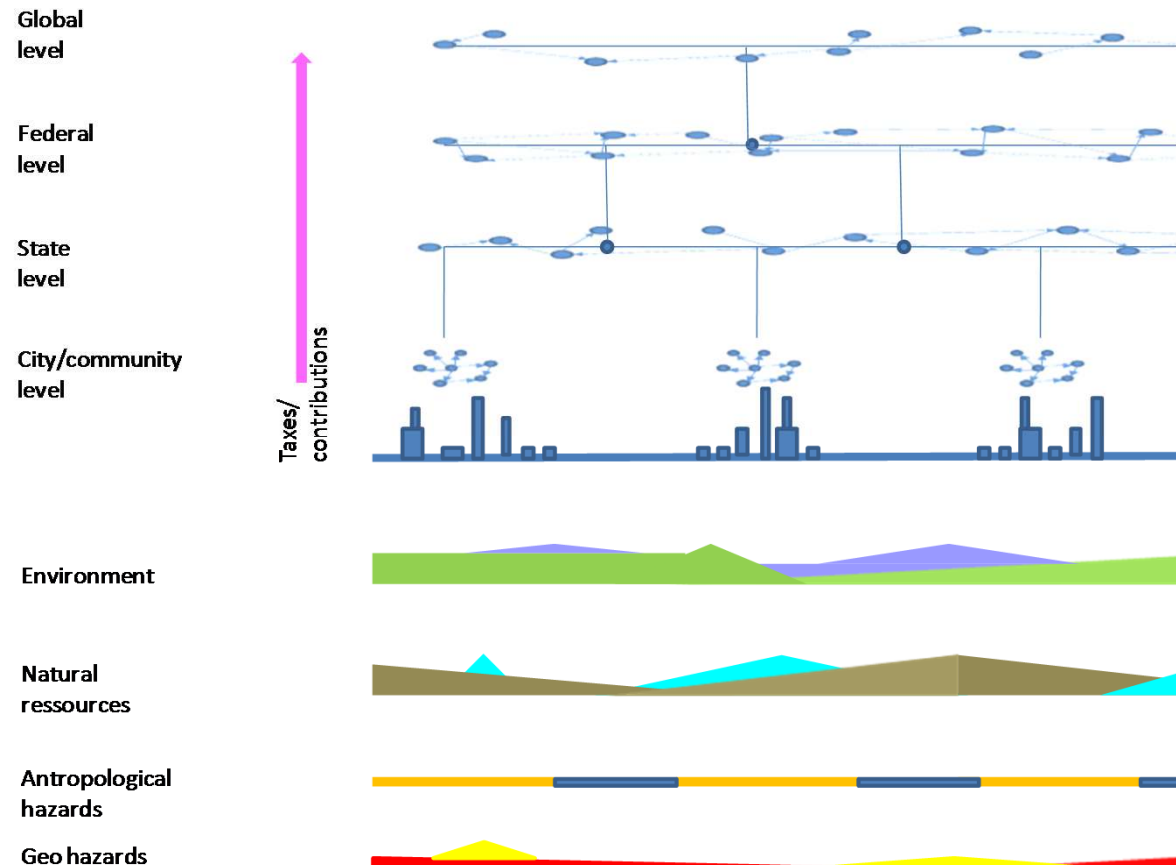 Global
level
Federal
level
State
level
City/community
level
Taxes/
contributions
Environment
Natural
ressources
Antropological
hazards
Geo hazards